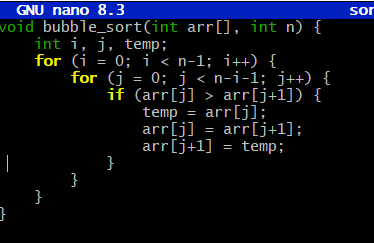 GNU nano 8.3 sor
void bubble_sort(int arr[], int n) {
    int i, j, temp;
    for (i = 0; i < n-1; i++) {
        for (j = 0; j < n-i-1; j++) {
            if (arr[j] > arr[j+1]) {
                temp = arr[j];
                arr[j] = arr[j+1];
                arr[j+1] = temp;
            }
        }
    }
}